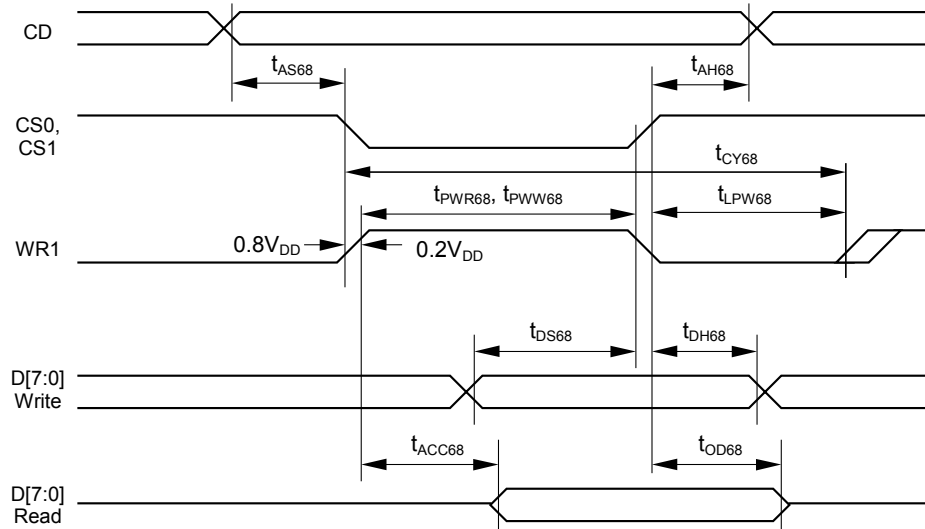 CD
tAS68
tAH68
CS0,
CS1
tCY68
tPWR68, tPWW68
tLPW68
WR1
0.8VDD
0.2VDD
tDS68
tDH68
D[7:0]
Write
tACC68
tOD68
D[7:0]
Read